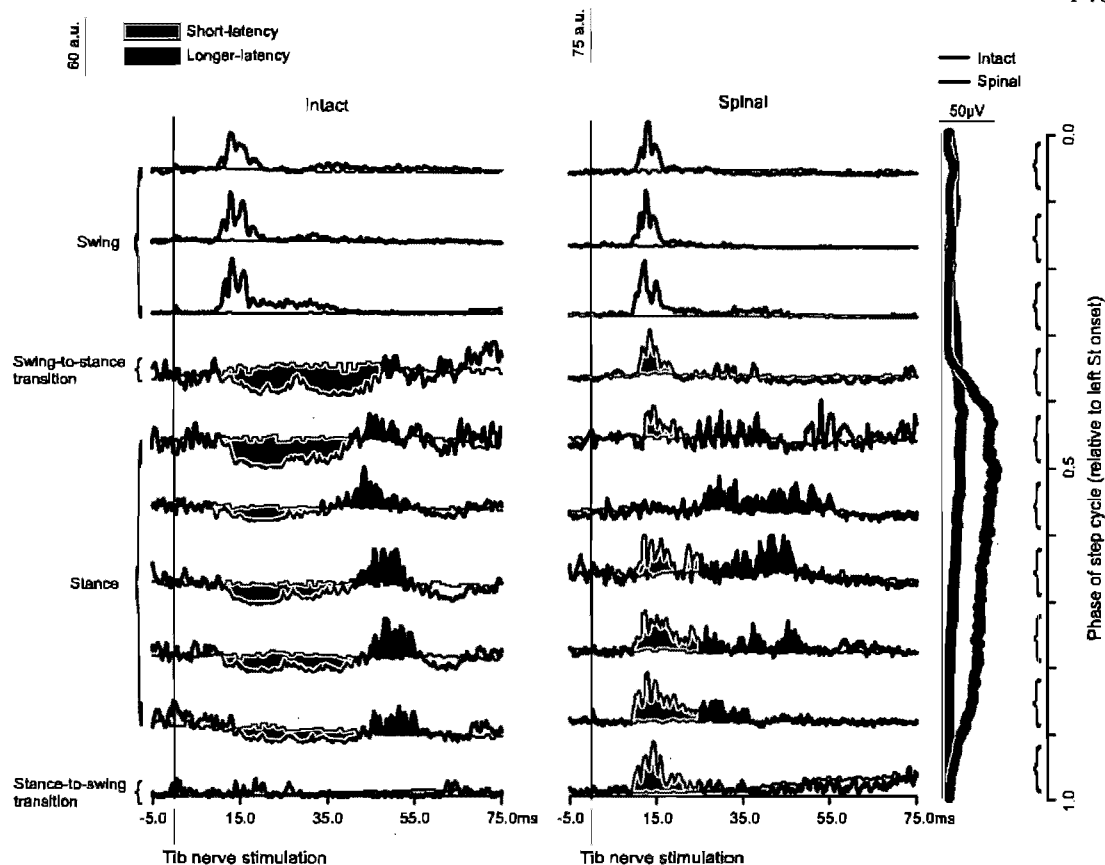 60 a.u.
Short-latency
Longer-latency
75 a.u.
Intact
Spinal
Intact
Spinal
50µV
Swing
Swing-to-stance
transition
Stance
Stance-to-swing
transition
0.0
0.5
1.0
Phase of step cycle (relative to left St onset)
-5.0 15.0 35.0 55.0 75.0ms
-5.0 15.0 35.0 55.0 75.0ms
Tib nerve stimulation
Tib nerve stimulation